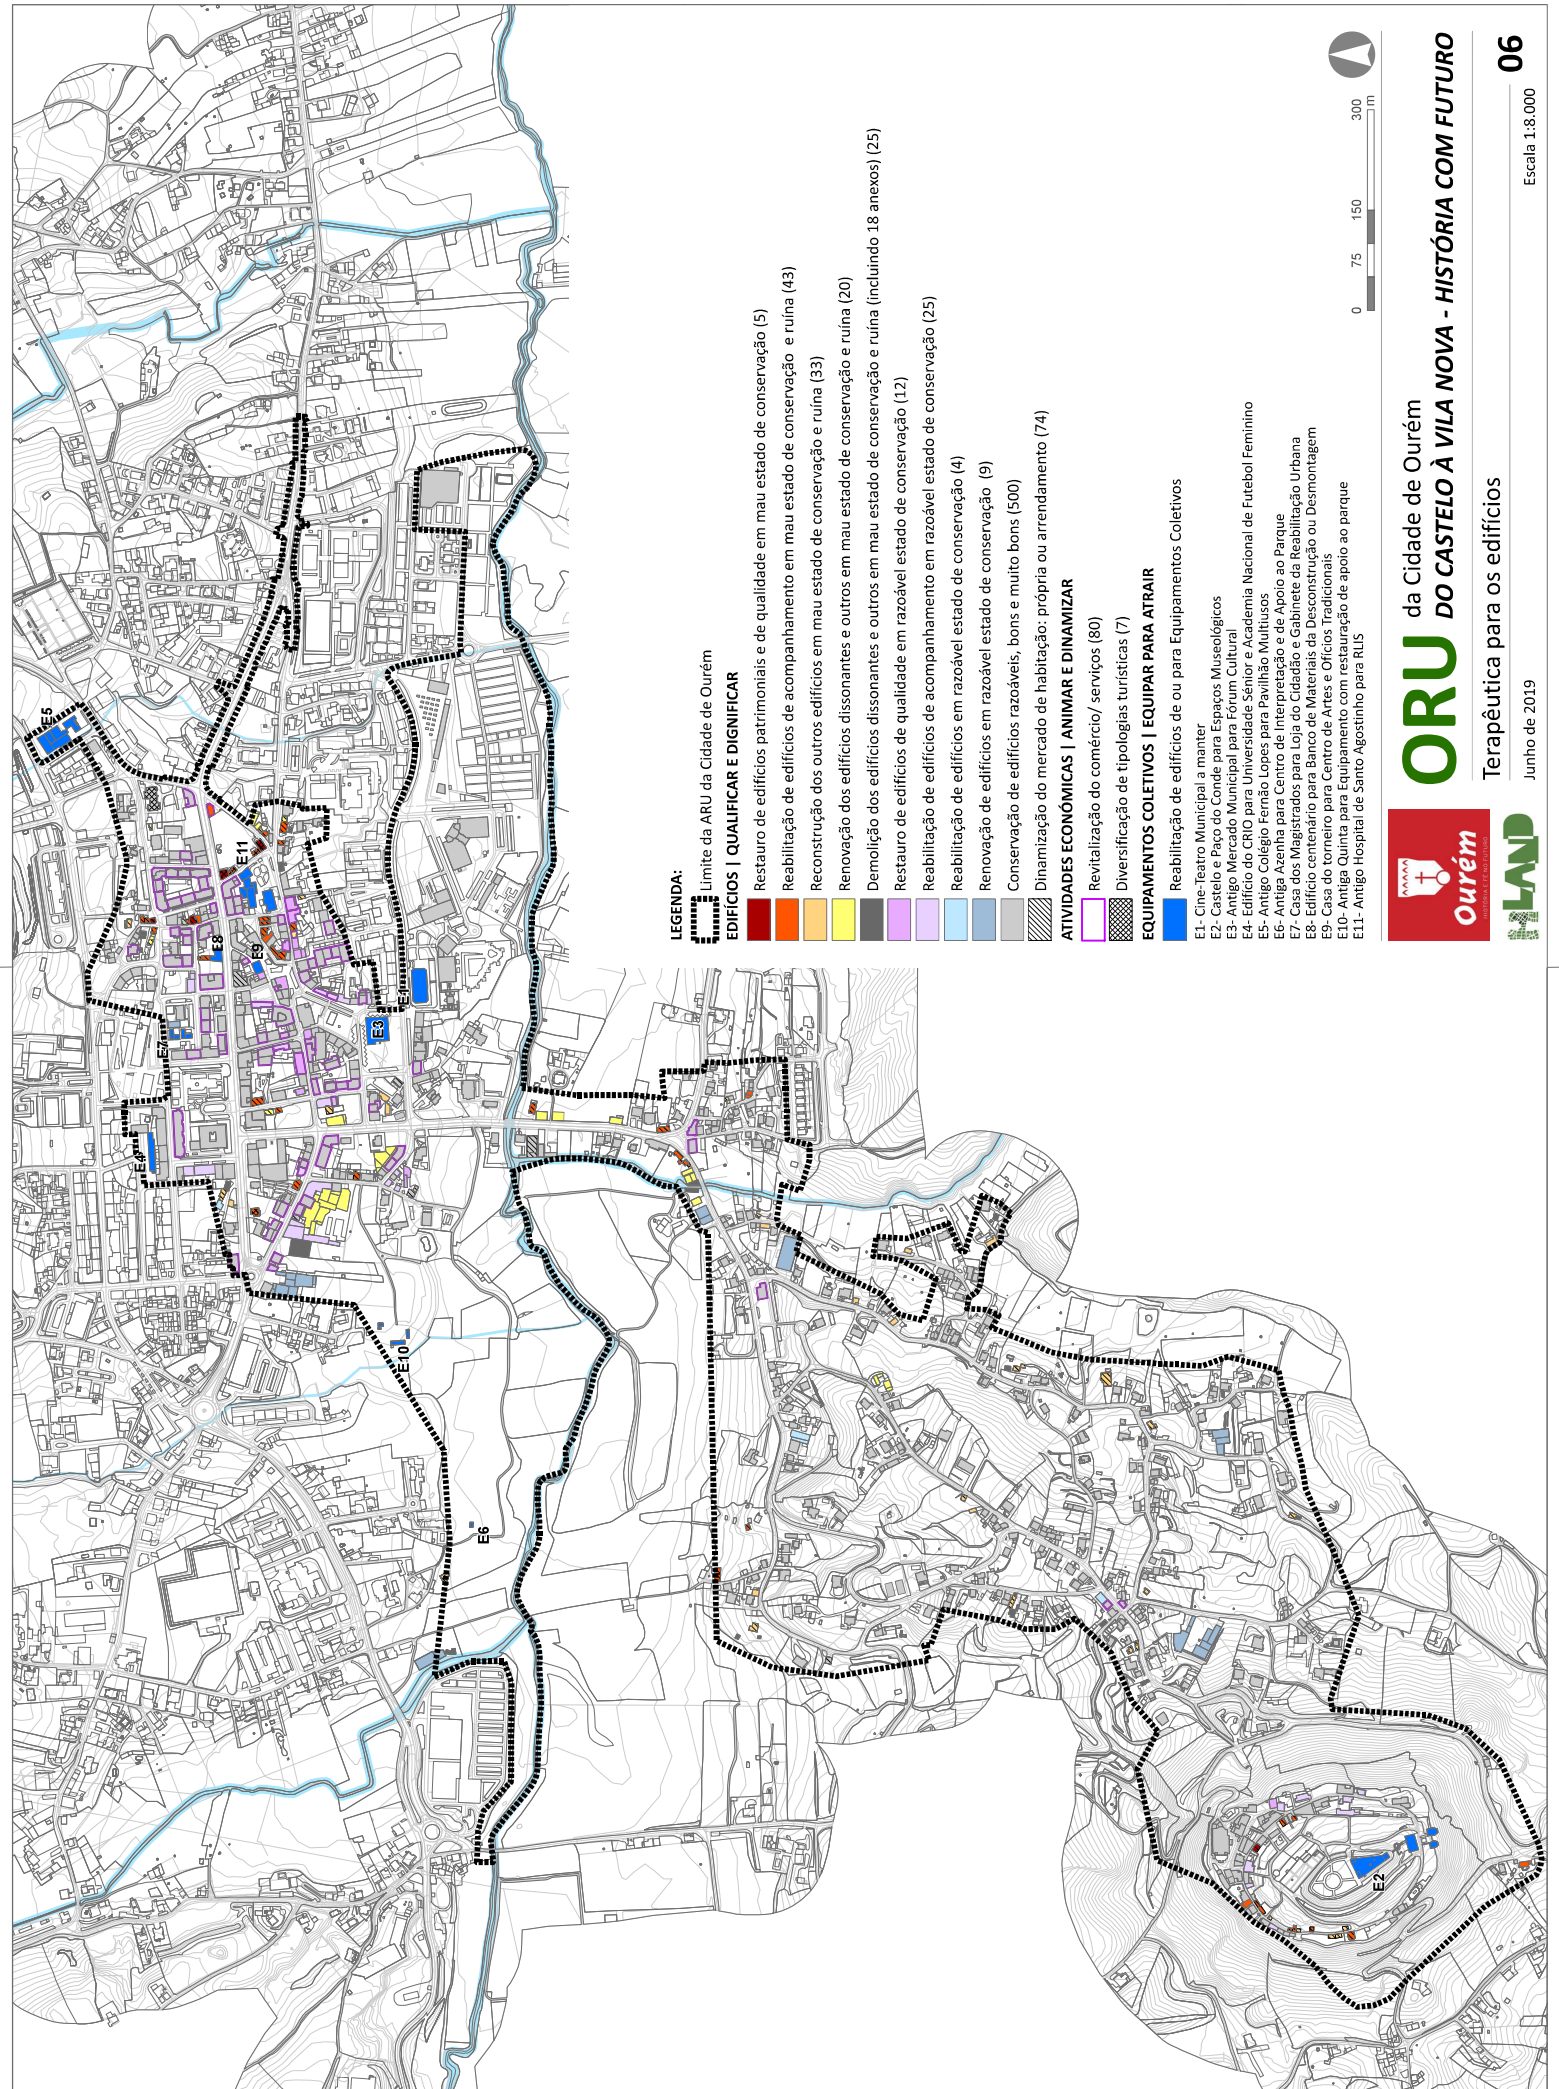 LEGENDA:
Limite da ARU da Cidade de Ourém
EDIFÍCIOS | QUALIFICAR E DIGNIFICAR
Restauro de edifícios patrimoniais e de qualidade em mau estado de conservação (5)
Reabilitação de edifícios de acompanhamento em mau estado de conservação e ruína (43)
Reconstrução dos outros edifícios em mau estado de conservação e ruína (33)
Renovação dos edifícios dissonantes e outros em mau estado de conservação e ruína (20)
Demolição dos edifícios dissonantes e outros em mau estado de conservação e ruína (incluindo 18 anexos) (25)
Restauro de edifícios de qualidade em razoável estado de conservação (12)
Reabilitação de edifícios de acompanhamento em razoável estado de conservação (25)
Reabilitação de edifícios em razoável estado de conservação (4)
Renovação de edifícios em razoável estado de conservação (9)
Conservação de edifícios razoáveis, bons e muito bons (500)
Dinamização do mercado de habitação: própria ou arrendamento (74)
ATIVIDADES ECONÓMICAS | ANIMAR E DINAMIZAR
Revitalização do comércio/ serviços (80)
Diversificação de tipologias turísticas (7)
EQUIPAMENTOS COLETIVOS | EQUIPAR PARA ATRAIR
Reabilitação de edifícios de ou para Equipamentos Coletivos
E1- Cine-Teatro Municipal a manter
E2- Castelo e Paço do Conde para Espaços Museológicos
E3- Antigo Mercado Municipal para Fórum Cultural
E4- Edifício do CRIO para Universidade Sénior e Academia Nacional de Futebol Feminino
E5- Antigo Colégio Fernão Lopes para Pavilhão Multiusos
E6- Antiga Azenha para Centro de Interpretação e de Apoio ao Parque
E7- Casa dos Magistrados para Loja do Cidadão e Gabinete da Reabilitação Urbana
E8- Edifício centenário para Banco de Materiais da Desconstrução ou Desmontagem
E9- Casa do torneiro para Centro de Artes e Ofícios Tradicionais
E10- Antiga Quinta para Equipamento com restauração de apoio ao parque
E11- Antigo Hospital de Santo Agostinho para RLIS
0 75 150 300
m
ORU da Cidade de Ourém
DO CASTELO À VILA NOVA - HISTÓRIA COM FUTURO
Terapêutica para os edifícios
06
Junho de 2019
Escala 1:8.000
Ourém
LAND
E5
E11
E8
E9
E1
E3
E7
E4
E10
E6
E2